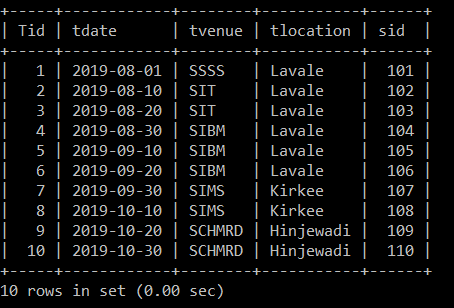 +-----+------------+--------+-----------+------+
| Tid | tdate      | tvenue | tlocation | sid  |
+-----+------------+--------+-----------+------+
|   1 | 2019-08-01 | SSSS   | Lavale    |  101 |
|   2 | 2019-08-10 | SIT    | Lavale    |  102 |
|   3 | 2019-08-20 | SIT    | Lavale    |  103 |
|   4 | 2019-08-30 | SIBM   | Lavale    |  104 |
|   5 | 2019-09-10 | SIBM   | Lavale    |  105 |
|   6 | 2019-09-20 | SIBM   | Lavale    |  106 |
|   7 | 2019-09-30 | SIMS   | Kirkee    |  107 |
|   8 | 2019-10-10 | SIMS   | Kirkee    |  108 |
|   9 | 2019-10-20 | SCHMRD | Hinjewadi |  109 |
|  10 | 2019-10-30 | SCHMRD | Hinjewadi |  110 |
+-----+------------+--------+-----------+------+
10 rows in set (0.00 sec)